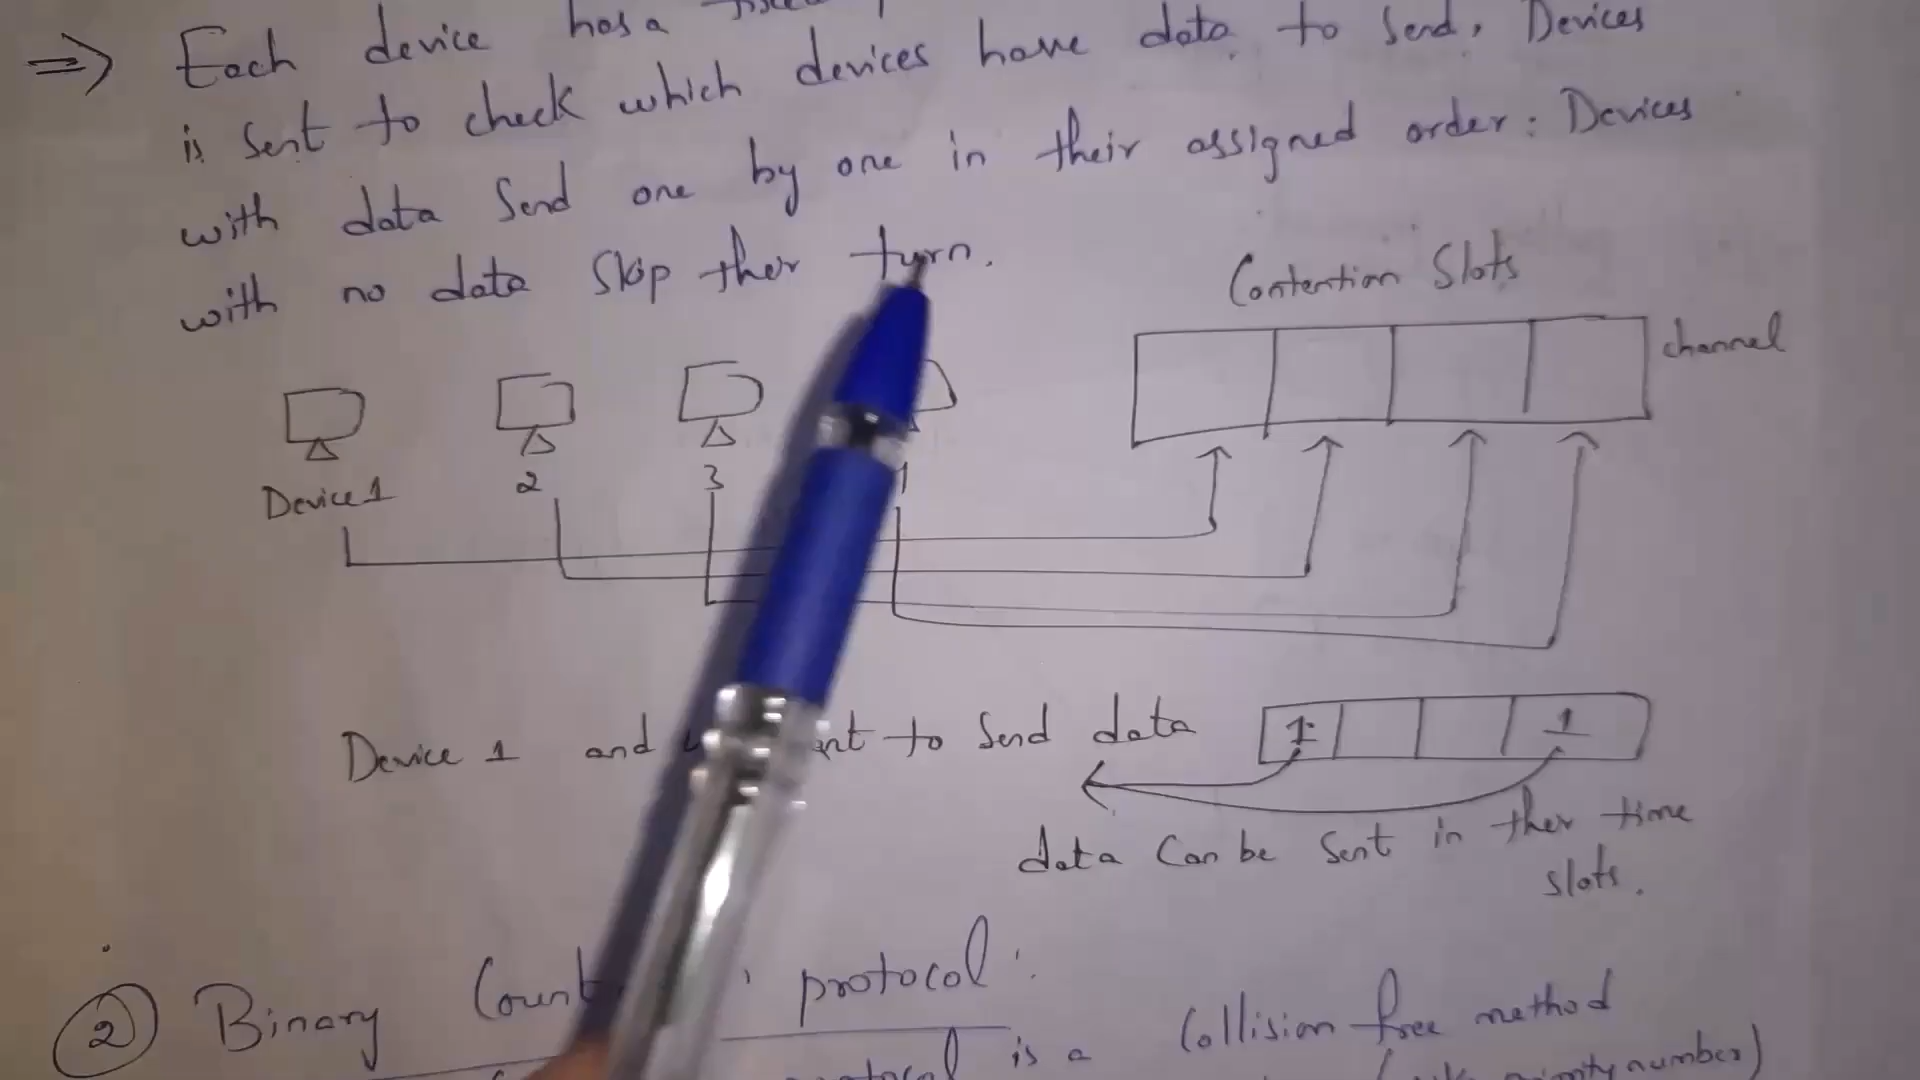 ⇒ Each device has a
is sent to check which devices have data to send, Devices
with data send one by one in their assigned order: Devices
with no data skip their turn.
Contention Slots
channel
Device 1
2
3
Device 1 and to Send data
1
1
data Can be Sent in their time
slots.
② Binary protocol:
is a Collision free method
number)